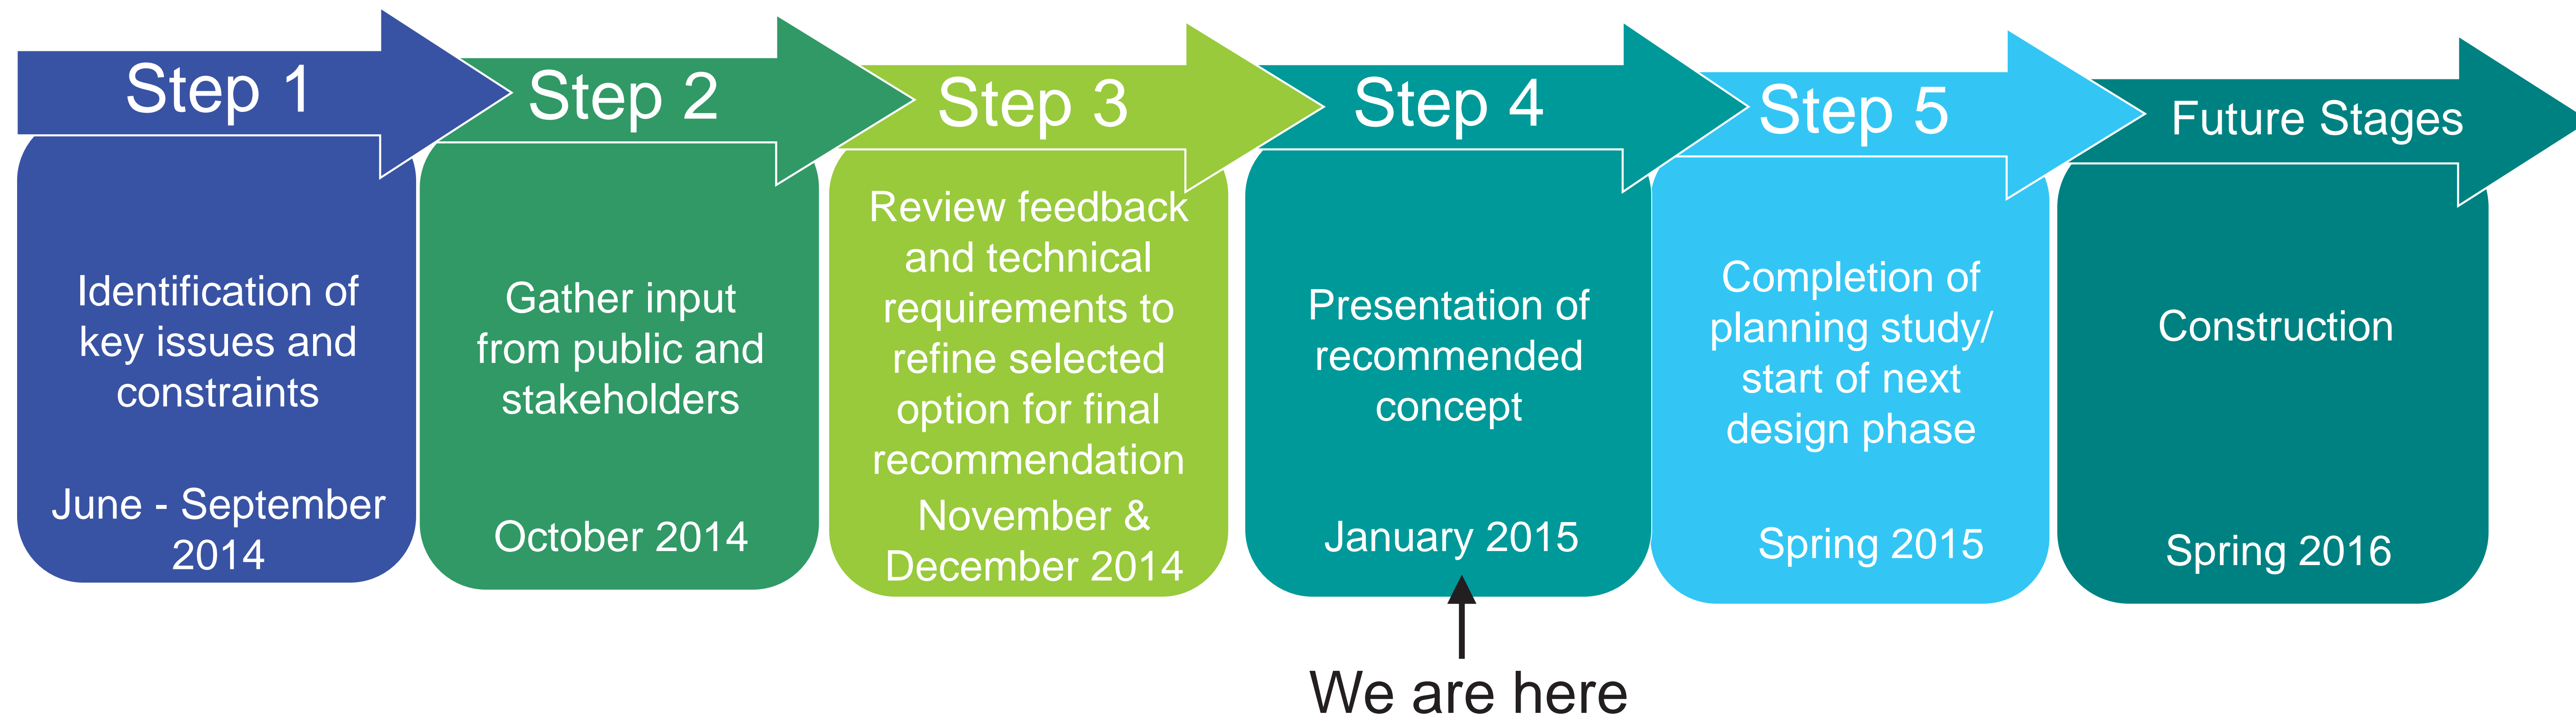 Step 1
Identification of
key issues and
constraints
June - September
2014
Step 2
Gather input
from public and
stakeholders
October 2014
Step 3
Review feedback
and technical
requirements to
refine selected
option for final
recommendation
November &
December 2014
Step 4
Presentation of
recommended
concept
January 2015
We are here
Step 5
Completion of
planning study/
start of next
design phase
Spring 2015
Future Stages
Construction
Spring 2016